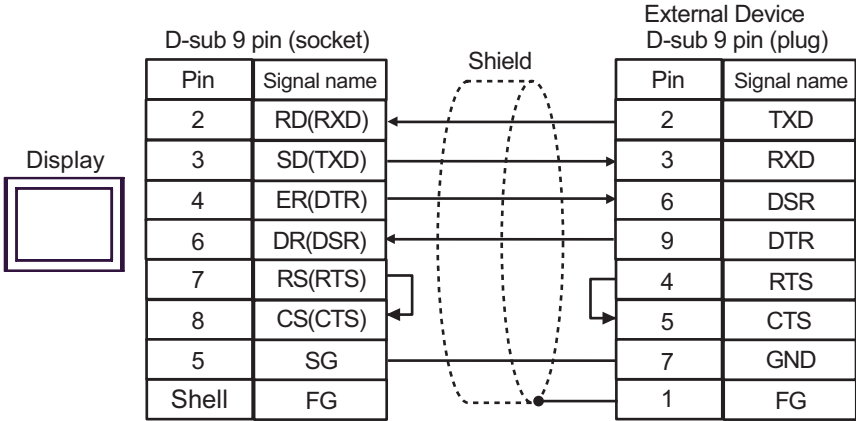 External Device
D-sub 9 pin (socket)
Shield
D-sub 9 pin (plug)
Pin Signal name Pin Signal name
2 RD(RXD) 2 TXD
Display
3 SD(TXD) 3 RXD
4 ER(DTR) 6 DSR
6 DR(DSR) 9 DTR
7 RS(RTS) 4 RTS
8 CS(CTS) 5 CTS
5 SG 7 GND
Shell FG 1 FG